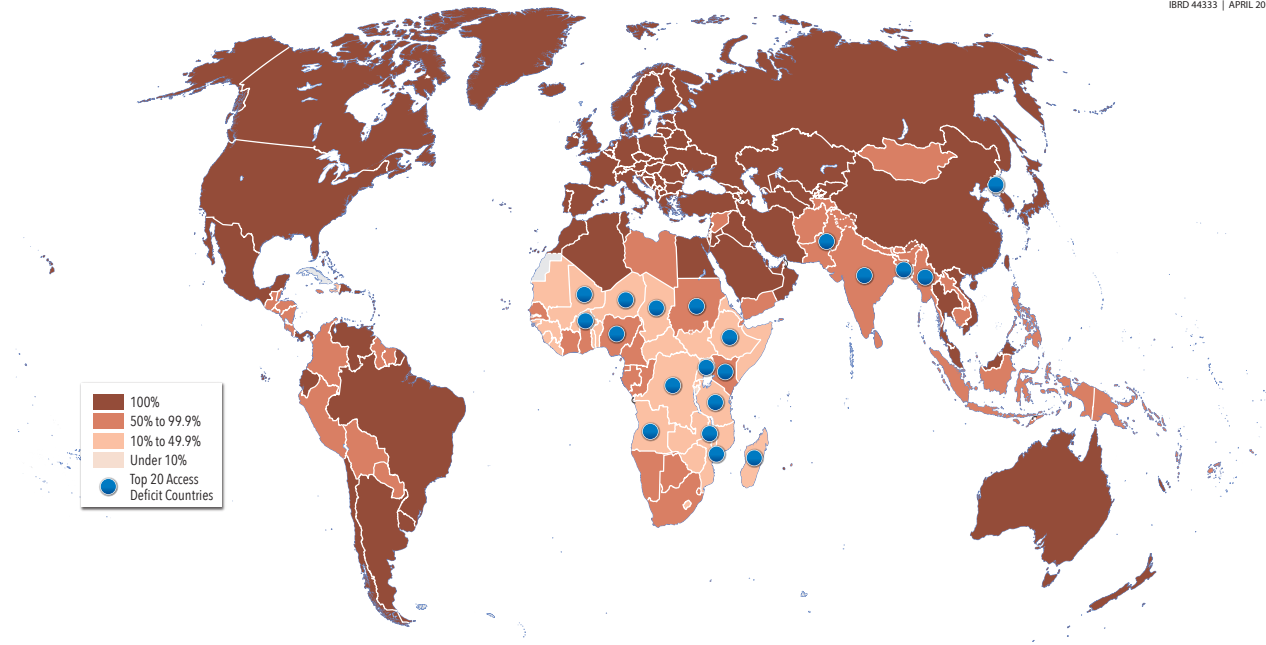 IBRD 44333 | APRIL 20
100%
50% to 99.9%
10% to 49.9%
Under 10%
Top 20 Access
Deficit Countries